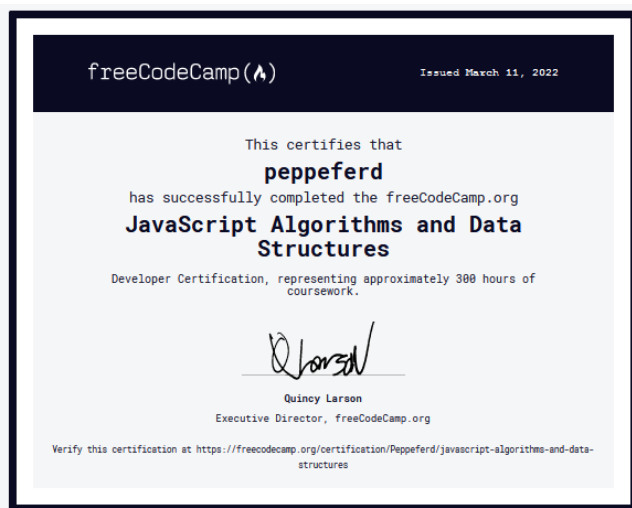 freeCodeCamp(🔥)
Issued March 11, 2022
This certifies that
peppeferd
has successfully completed the freeCodeCamp.org
JavaScript Algorithms and Data
Structures
Developer Certification, representing approximately 300 hours of
coursework.
Q Larson
Quincy Larson
Executive Director, freeCodeCamp.org
Verify this certification at https://freecodecamp.org/certification/Peppeferd/javascript-algorithms-and-data-
structures